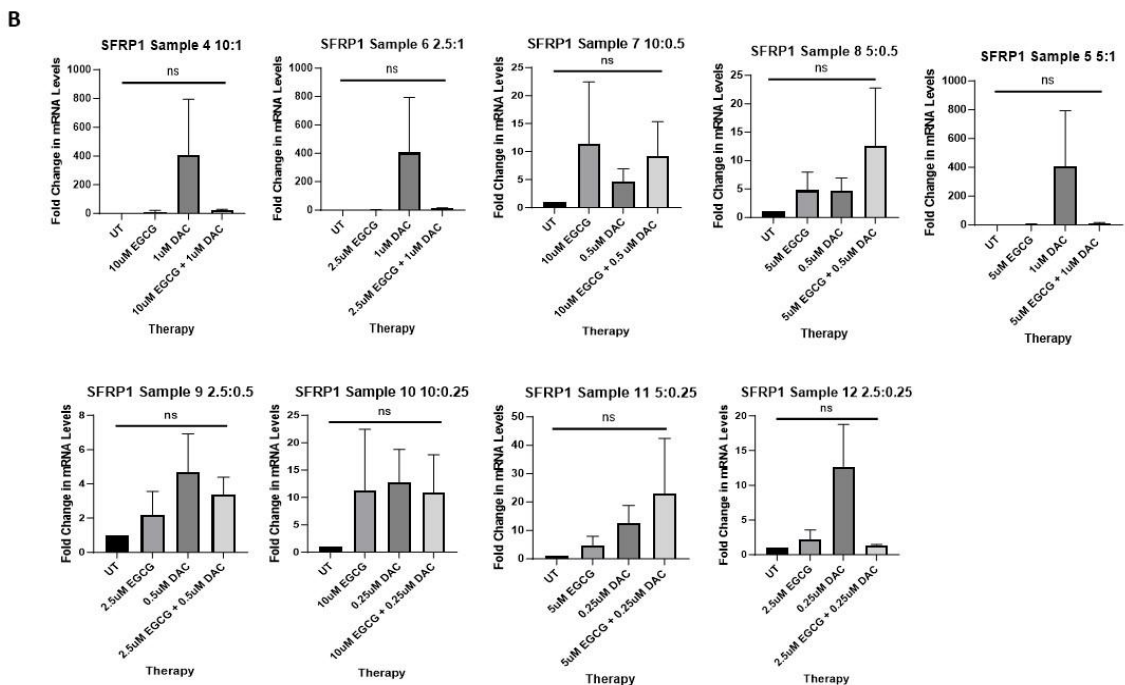 B
SFRP1 Sample 4 10:1
Fold Change in mRNA Levels
1000
800
600
400
200
0
ns
UT
10uM EGCG
1uM DAC
10uM EGCG + 1uM DAC
Therapy
SFRP1 Sample 6 2.5:1
Fold Change in mRNA Levels
1000
800
600
400
200
0
ns
UT
2.5uM EGCG
1uM DAC
2.5uM EGCG + 1uM DAC
Therapy
SFRP1 Sample 7 10:0.5
Fold Change in mRNA Levels
25
20
15
10
5
0
ns
UT
10uM EGCG
0.5uM DAC
10uM EGCG + 0.5 uM DAC
Therapy
SFRP1 Sample 8 5:0.5
Fold Change in mRNA Levels
25
20
15
10
5
0
ns
UT
5uM EGCG
0.5uM DAC
5uM EGCG + 0.5uM DAC
Therapy
SFRP1 Sample 5 5:1
Fold Change in mRNA Levels
1000
800
600
400
200
0
ns
UT
5uM EGCG
1uM DAC
5uM EGCG + 1uM DAC
Therapy
SFRP1 Sample 9 2.5:0.5
Fold Change in mRNA Levels
8
6
4
2
0
ns
UT
2.5uM EGCG
0.5uM DAC
2.5uM EGCG + 0.5uM DAC
Therapy
SFRP1 Sample 10 10:0.25
Fold Change in mRNA Levels
25
20
15
10
5
0
ns
UT
10uM EGCG
0.25uM DAC
10uM EGCG + 0.25uM DAC
Therapy
SFRP1 Sample 11 5:0.25
Fold Change in mRNA Levels
50
40
30
20
10
0
ns
UT
5uM EGCG
0.25uM DAC
5uM EGCG + 0.25uM DAC
Therapy
SFRP1 Sample 12 2.5:0.25
Fold Change in mRNA Levels
20
15
10
5
0
ns
UT
2.5uM EGCG
0.25uM DAC
2.5uM EGCG + 0.25uM DAC
Therapy